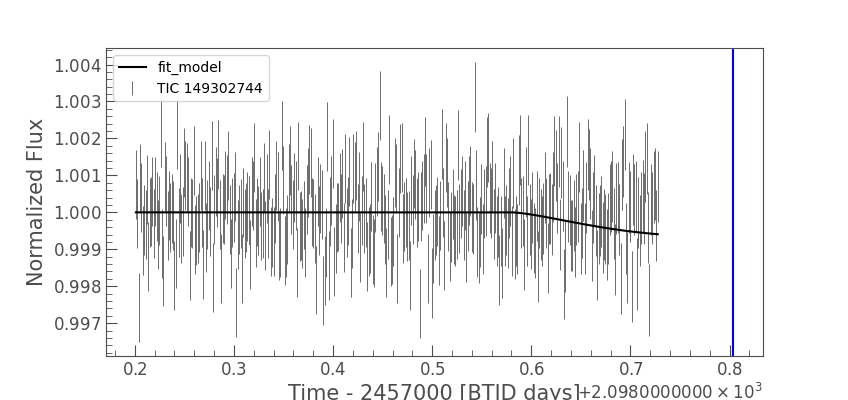 1.004
1.003
1.002
1.001
1.000
0.999
0.998
0.997
Normalized Flux
fit_model
TIC 149302744
0.2 0.3 0.4 0.5 0.6 0.7 0.8
Time - 2457000 [BTJD days]
+2.0980000000 × 10³